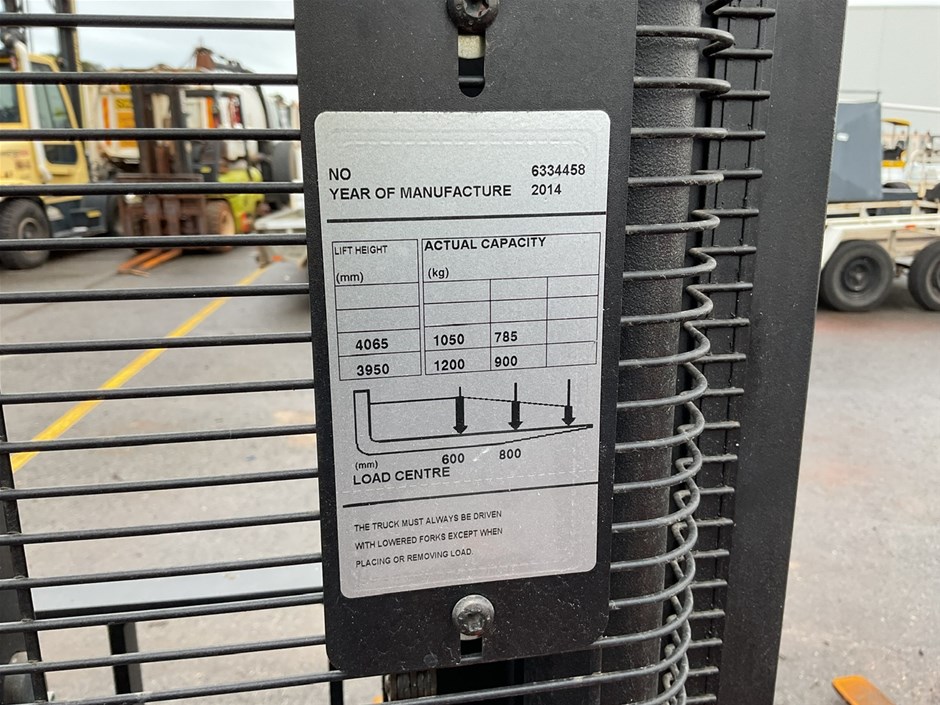 NO 6334458
YEAR OF MANUFACTURE 2014
LIFT HEIGHT ACTUAL CAPACITY
(mm) (kg)
4065 1050 785
3950 1200 900
600 800
(mm)
LOAD CENTRE
THE TRUCK MUST ALWAYS BE DRIVEN
WITH LOWERED FORKS EXCEPT WHEN
PLACING OR REMOVING LOAD.